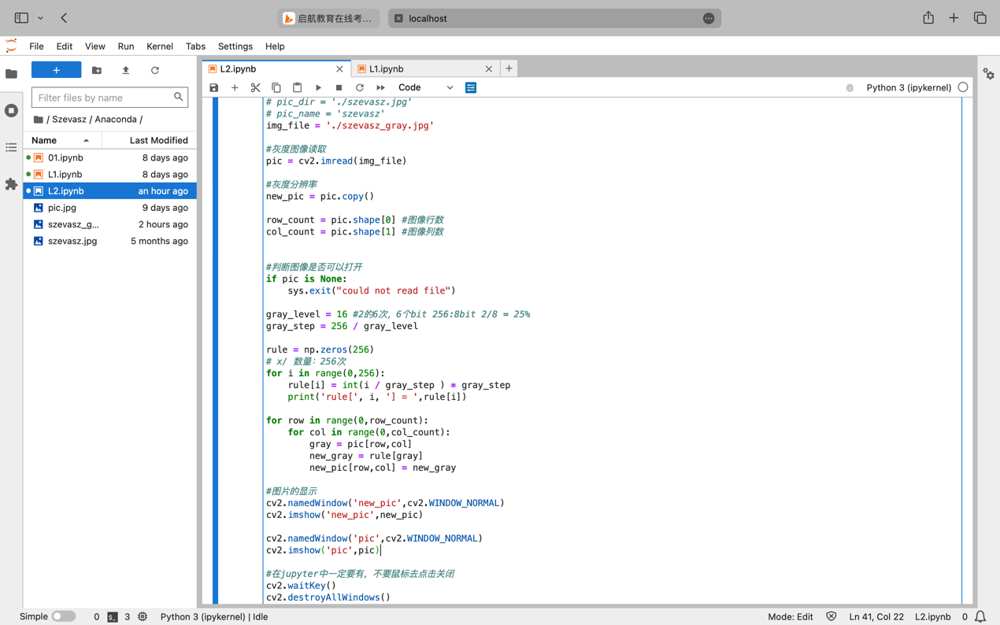 启航教育在线考...
localhost
File Edit View Run Kernel Tabs Settings Help
L2.ipynb
L1.ipynb
Code
Python 3 (ipykernel)
Filter files by name
/ Szevasz / Anaconda /
Name Last Modified
01.ipynb 8 days ago
L1.ipynb 8 days ago
L2.ipynb an hour ago
pic.jpg 9 days ago
szevasz_g... 2 hours ago
szevasz.jpg 5 months ago
# pic_dir = './szevasz.jpg'
# pic_name = 'szevasz'
img_file = './szevasz_gray.jpg'
#灰度图像读取
pic = cv2.imread(img_file)
#灰度分辨率
new_pic = pic.copy()
row_count = pic.shape[0] #图像行数
col_count = pic.shape[1] #图像列数
#判断图像是否可以打开
if pic is None:
    sys.exit("could not read file")
gray_level = 16 #2的6次，6个bit 256:8bit 2/8 = 25%
gray_step = 256 / gray_level
rule = np.zeros(256)
# x/ 数量：256次
for i in range(0,256):
    rule[i] = int(i / gray_step ) * gray_step
    print('rule[', i, '] = ',rule[i])
for row in range(0,row_count):
    for col in range(0,col_count):
        gray = pic[row,col]
        new_gray = rule[gray]
        new_pic[row,col] = new_gray
#图片的显示
cv2.namedWindow('new_pic',cv2.WINDOW_NORMAL)
cv2.imshow('new_pic',new_pic)
cv2.namedWindow('pic',cv2.WINDOW_NORMAL)
cv2.imshow('pic',pic)
#在jupyter中一定要有，不要鼠标去点击关闭
cv2.waitKey()
cv2.destroyAllWindows()
Simple 0 3 Python 3 (ipykernel) | Idle Mode: Edit Ln 41, Col 22 L2.ipynb 0